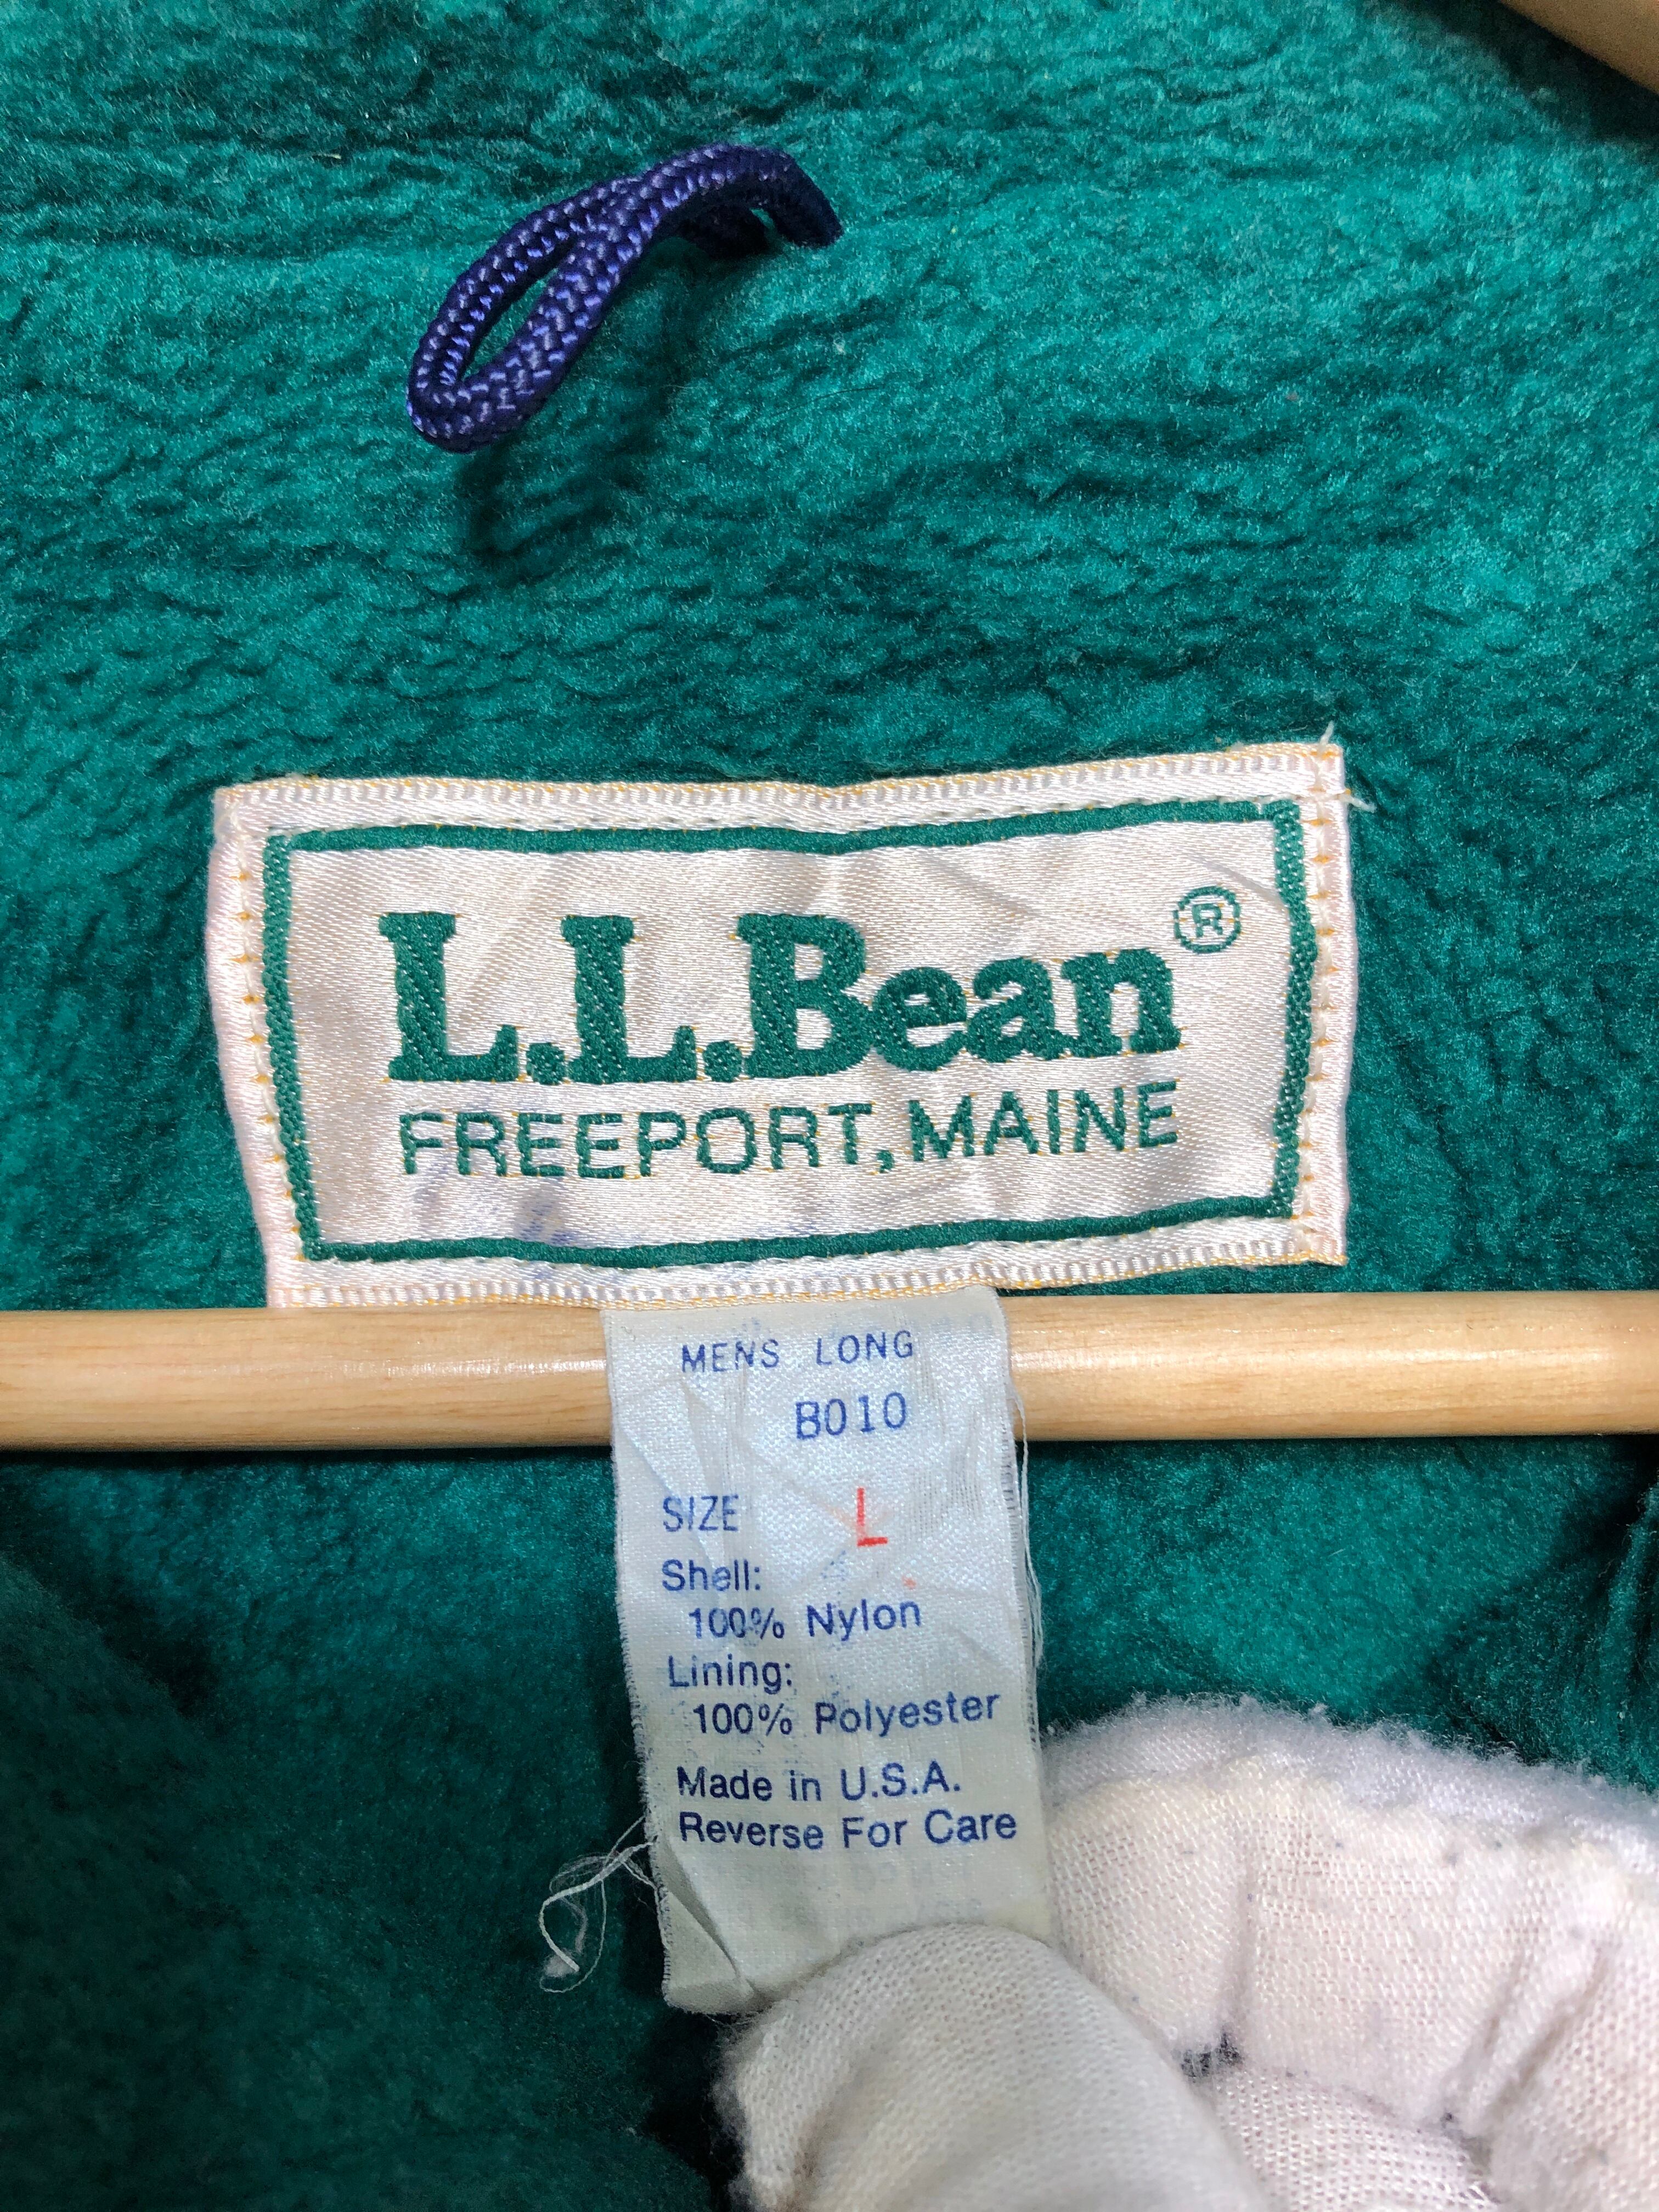 L.L.Bean®
FREEPORT, MAINE
MENS LONG
B010
SIZE L
Shell:
100% Nylon
Lining:
100% Polyester
Made in U.S.A.
Reverse For Care